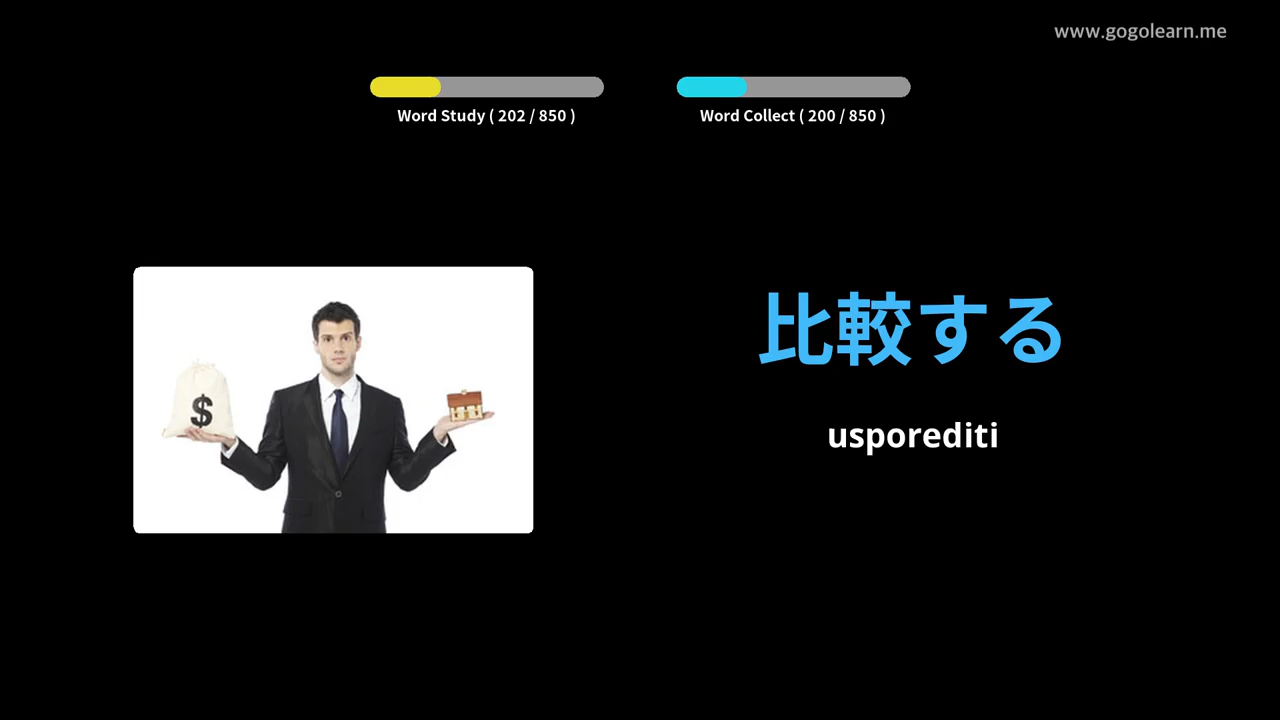 www.gogolearn.me
Word Study ( 202 / 850 )
Word Collect ( 200 / 850 )
$
比較する
usporediti